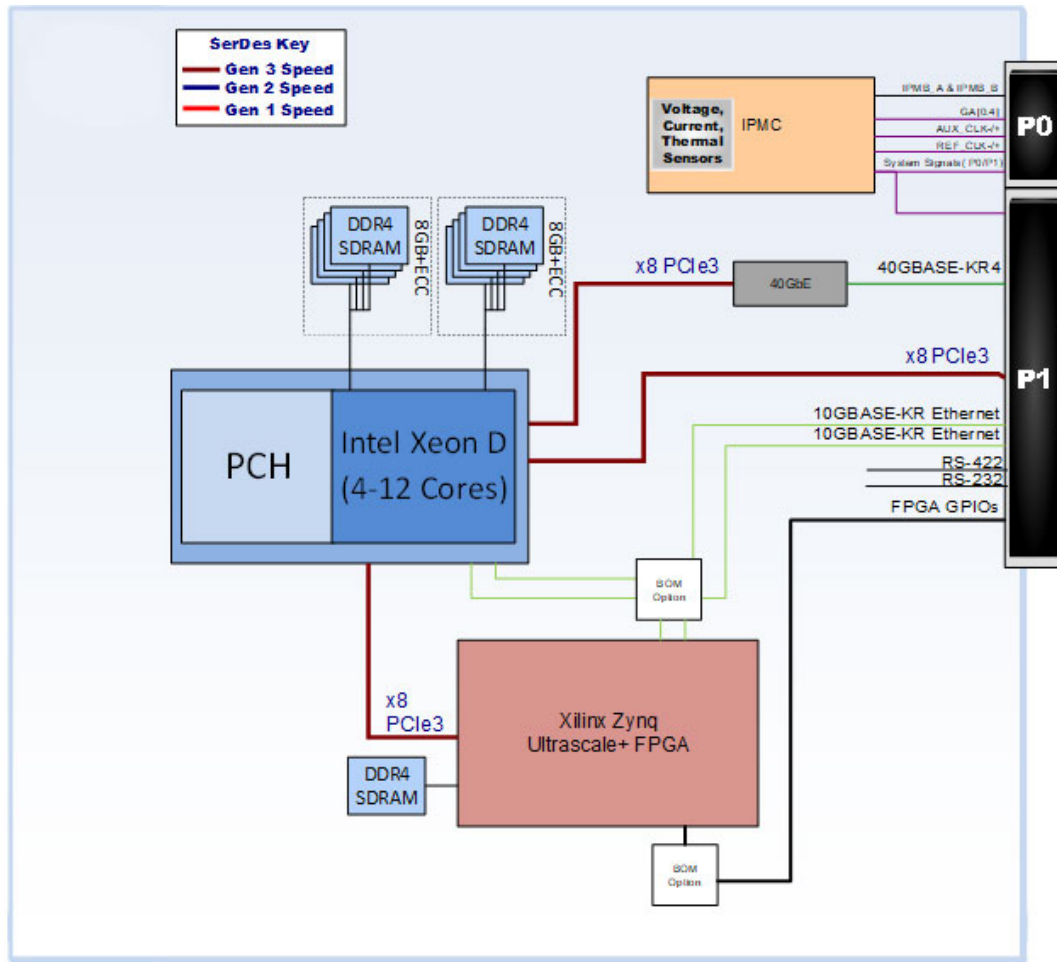 SerDes Key
Gen 3 Speed
Gen 2 Speed
Gen 1 Speed
Voltage,
Current,
Thermal
Sensors
IPMC
IPMB_A & IPMB_B
GA[0,4]
AUX_CLK-/+
REF_CLK-/+
System Signals( P0/P1)
P0
DDR4
SDRAM
8GB+ECC
DDR4
SDRAM
8GB+ECC
x8 PCIe3
40GbE
40GBASE-KR4
x8 PCIe3
P1
PCH
Intel Xeon D
(4-12 Cores)
10GBASE-KR Ethernet
10GBASE-KR Ethernet
RS-422
RS-232
FPGA GPIOs
BOM
Option
x8
PCIe3
Xilinx Zynq
Ultrascale+ FPGA
DDR4
SDRAM
BOM
Option